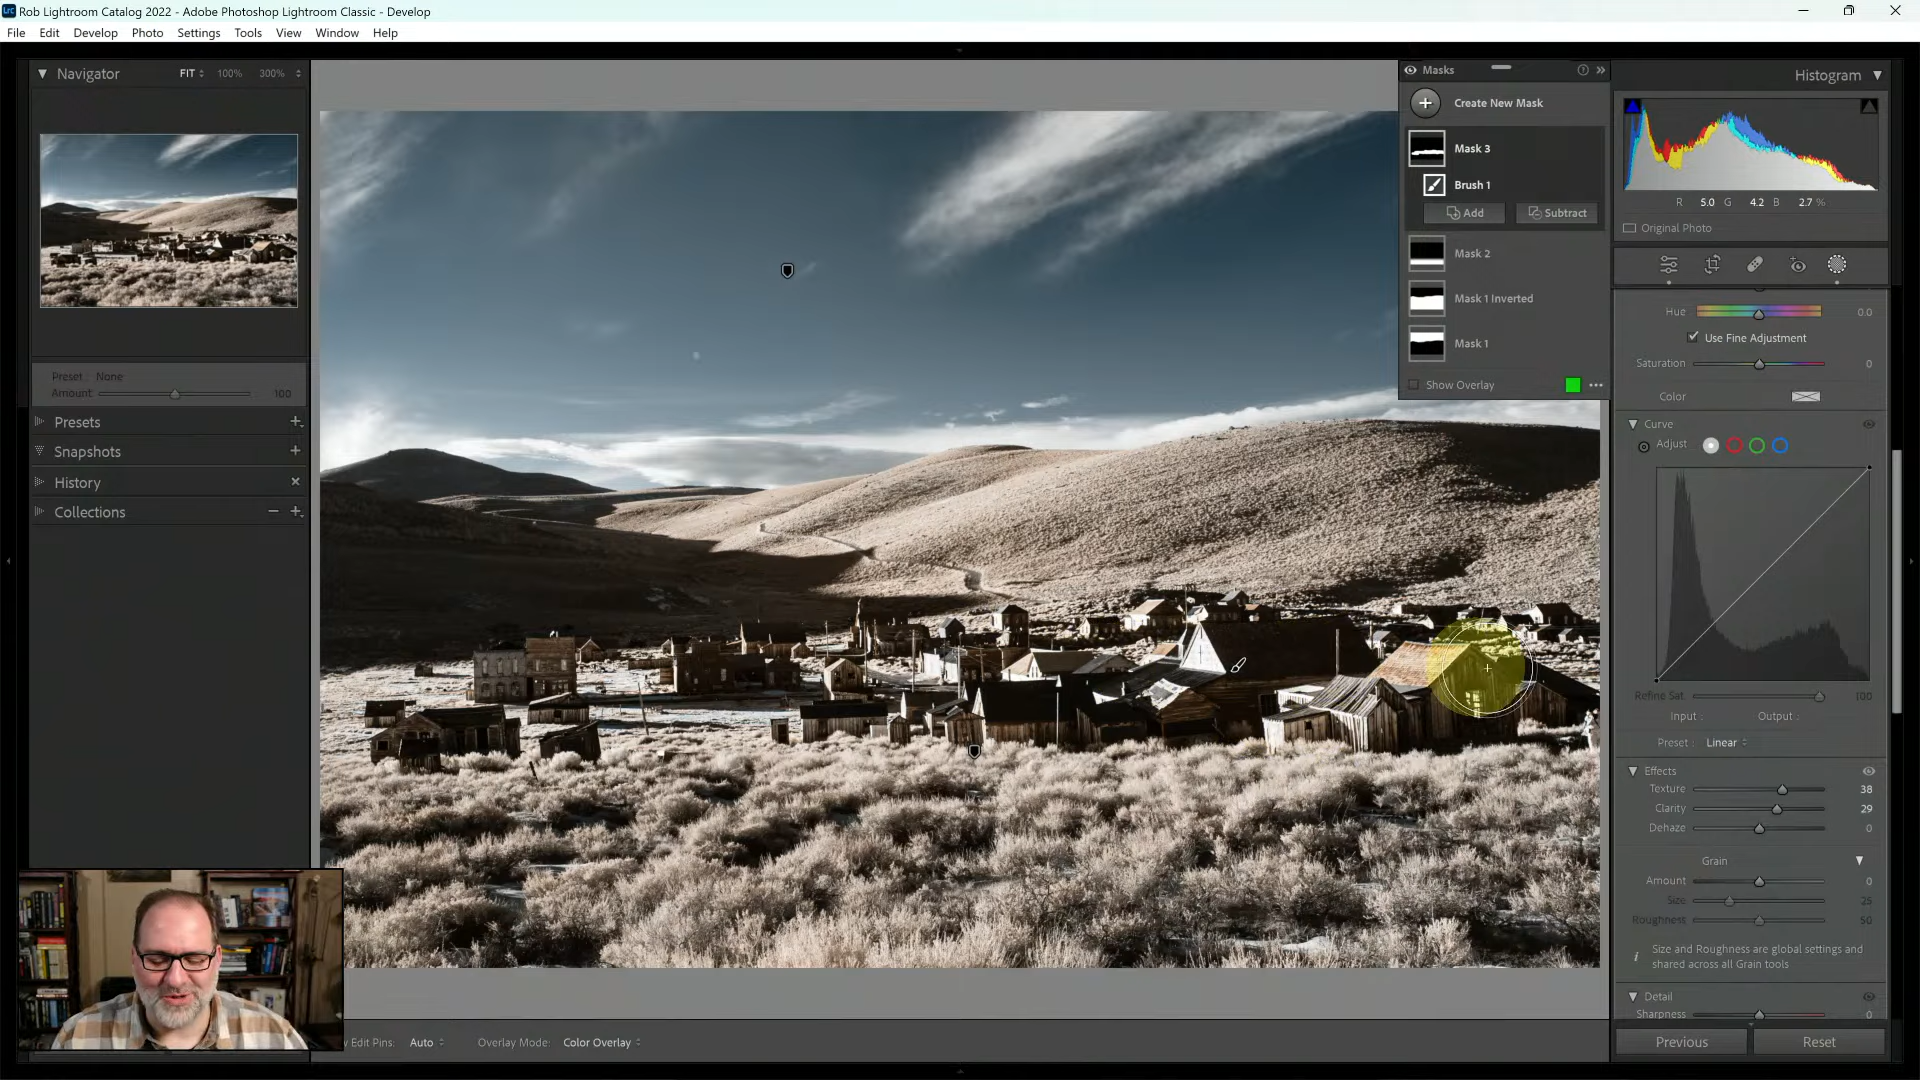 Lrc Rob Lightroom Catalog 2022 - Adobe Photoshop Lightroom Classic - Develop
File Edit Develop Photo Settings Tools View Window Help
Navigator FIT 100% 300%
Preset : None
Amount 100
Presets
Snapshots
History
Collections
Masks
Create New Mask
Mask 3
Brush 1
Add Subtract
Mask 2
Mask 1 Inverted
Mask 1
Show Overlay
Histogram
R 5.0 G 4.2 B 2.7 %
Original Photo
Hue 0.0
Use Fine Adjustment
Saturation 0
Color
Curve
Adjust
Refine Sat. 100
Input : Output :
Preset : Linear
Effects
Texture 38
Clarity 29
Dehaze 0
Grain
Amount 0
Size 25
Roughness 50
Size and Roughness are global settings and
shared across all Grain tools
Detail
Sharpness 0
Edit Pins: Auto Overlay Mode: Color Overlay
Previous Reset